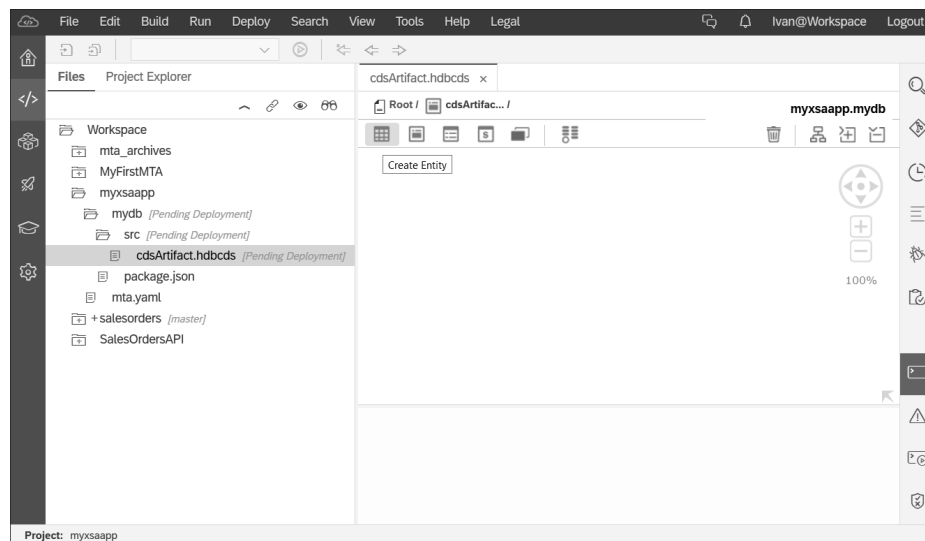 File Edit Build Run Deploy Search View Tools Help Legal Ivan@Workspace Logout
Files Project Explorer
cdsArtifact.hdbcds ×
Root / cdsArtifac... /
myxsaapp.mydb
Create Entity
100%
Workspace
mta_archives
MyFirstMTA
myxsaapp
mydb [Pending Deployment]
src [Pending Deployment]
cdsArtifact.hdbcds [Pending Deployment]
package.json
mta.yaml
+salesorders [master]
SalesOrdersAPI
Project: myxsaapp